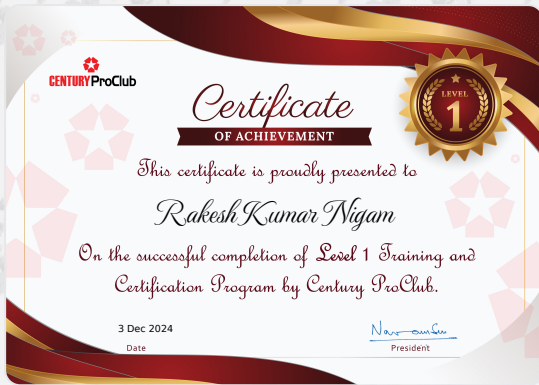 CENTURY ProClub
LEVEL
1
Certificate
OF ACHIEVEMENT
This certificate is proudly presented to
Rakesh Kumar Nigam
On the successful completion of Level 1 Training and
Certification Program by Century ProClub.
3 Dec 2024
Date
President